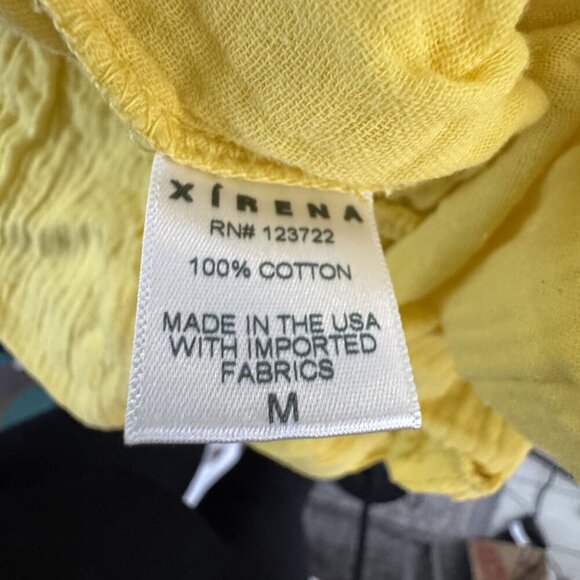 XÍRENA
RN# 123722
100% COTTON
MADE IN THE USA
WITH IMPORTED
FABRICS
M